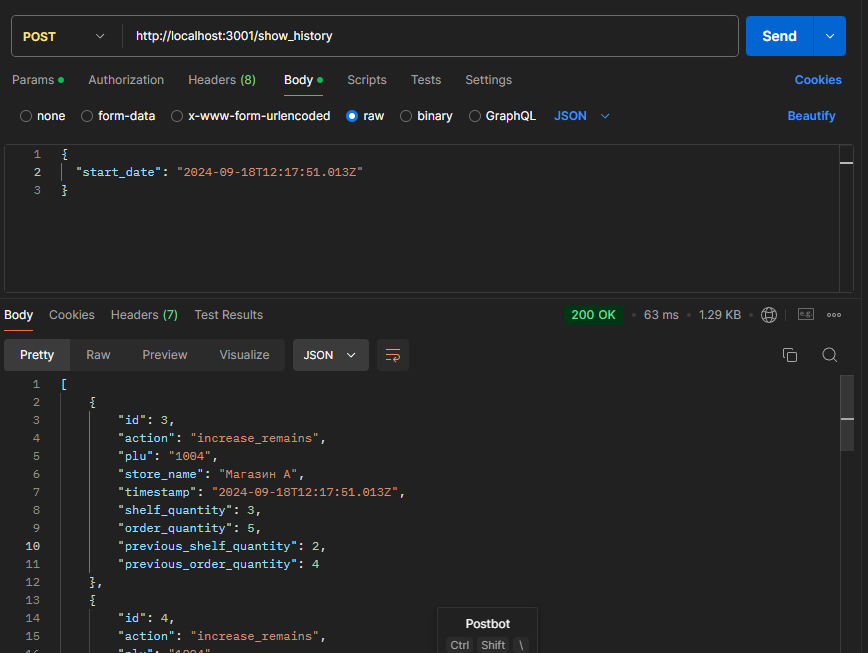 POST http://localhost:3001/show_history Send
Params Authorization Headers (8) Body Scripts Tests Settings Cookies
none form-data x-www-form-urlencoded raw binary GraphQL JSON Beautify
1 {
2 "start_date": "2024-09-18T12:17:51.013Z"
3 }
Body Cookies Headers (7) Test Results 200 OK 63 ms 1.29 KB e.g.
Pretty Raw Preview Visualize JSON
1 [
2 {
3 "id": 3,
4 "action": "increase_remains",
5 "plu": "1004",
6 "store_name": "Магазин А",
7 "timestamp": "2024-09-18T12:17:51.013Z",
8 "shelf_quantity": 3,
9 "order_quantity": 5,
10 "previous_shelf_quantity": 2,
11 "previous_order_quantity": 4
12 },
13 {
14 "id": 4,
15 "action": "increase_remains",
16 "plu": "1004",
Postbot
Ctrl Shift \